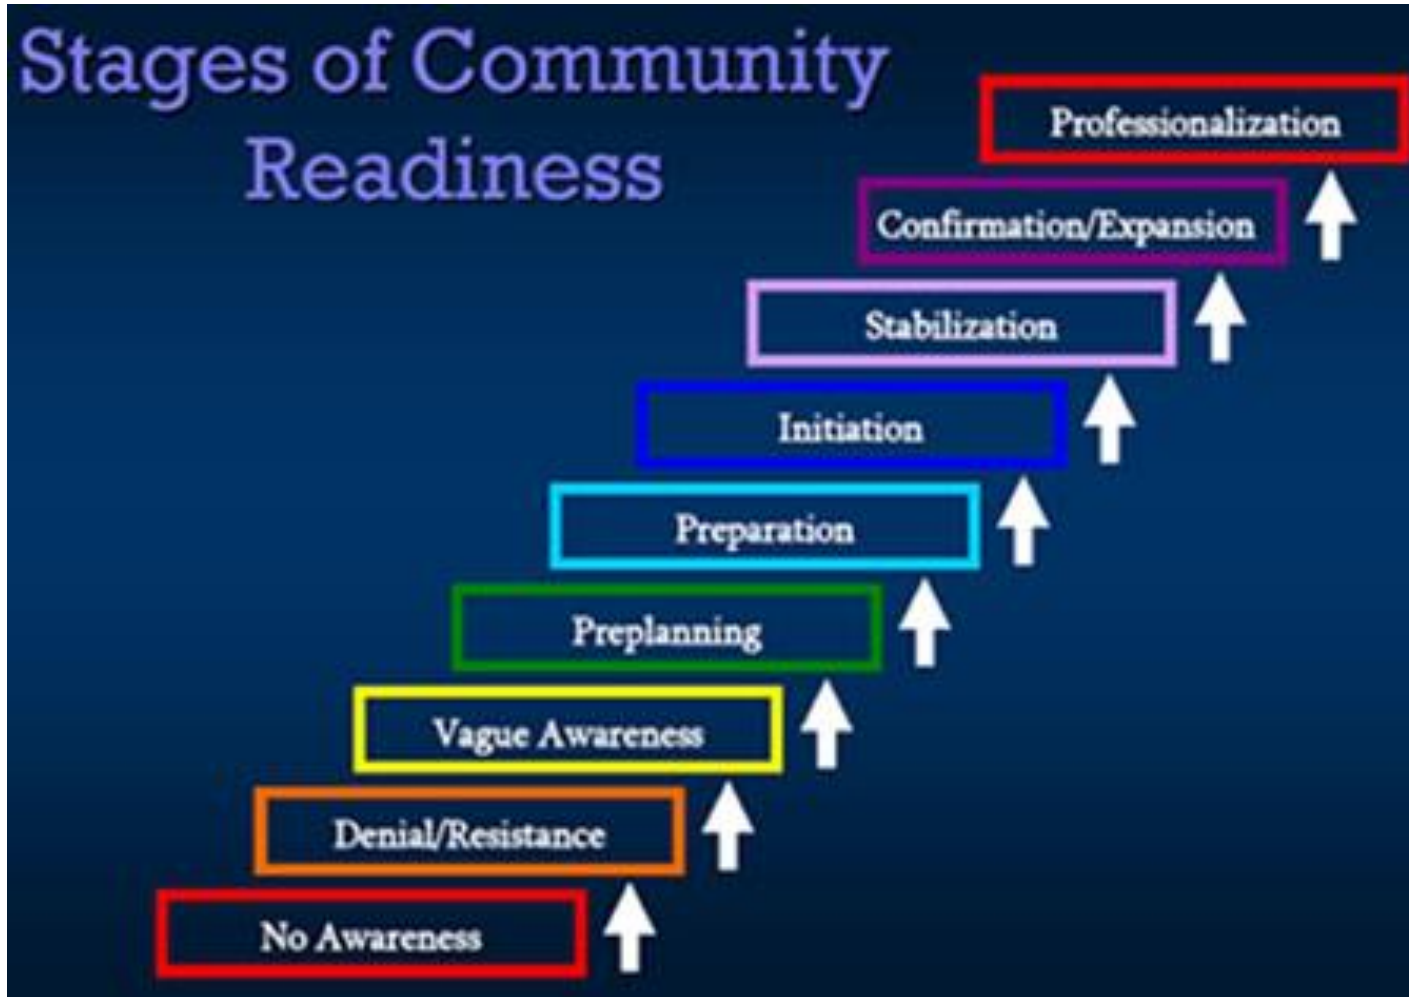 Stages of Community
Readiness
Professionalization
Confirmation/Expansion
Stabilization
Initiation
Preparation
Preplanning
Vague Awareness
Denial/Resistance
No Awareness